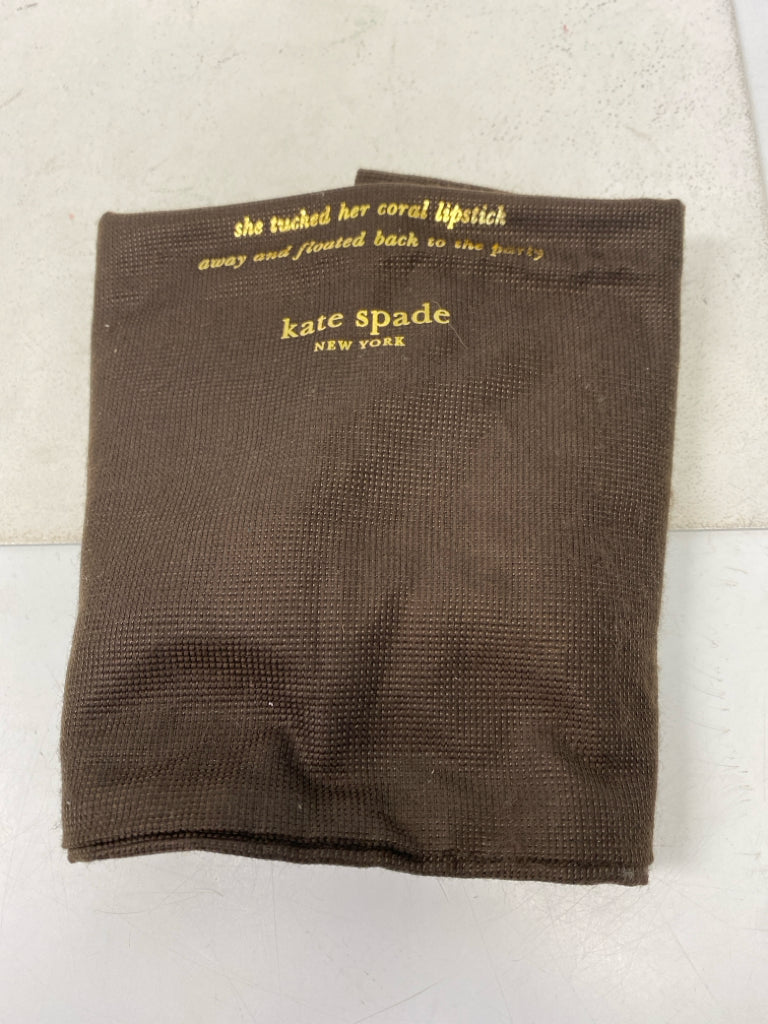 she tucked her coral lipstick
away and floated back to the party
kate spade
NEW YORK